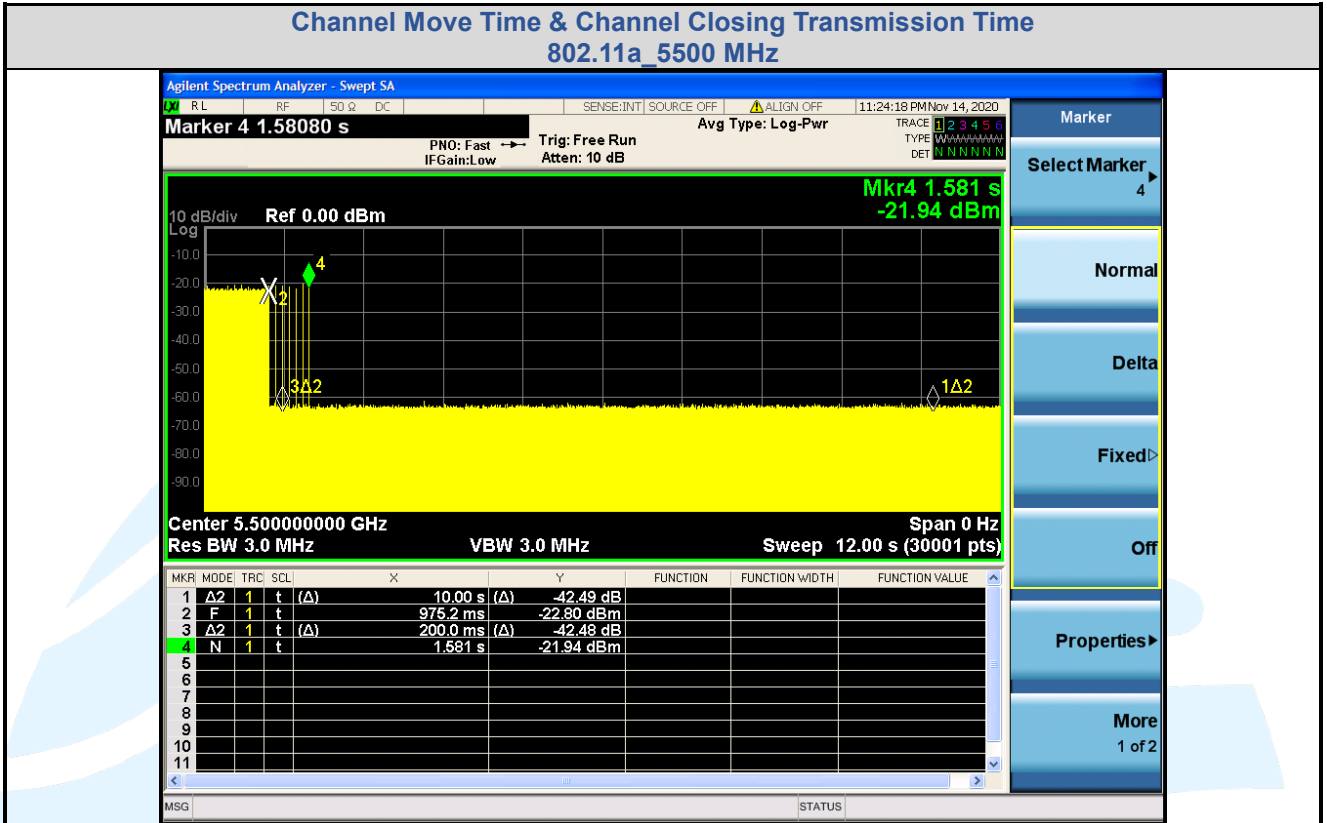 Channel Move Time & Channel Closing Transmission Time
802.11a_5500 MHz
Agilent Spectrum Analyzer - Swept SA
LXI RL RF 50 Ω DC SENSE:INT SOURCE OFF ALIGN OFF 11:24:18 PM Nov 14, 2020
Marker 4 1.58080 s
PNO: Fast
IFGain:Low
Trig: Free Run
Atten: 10 dB
Avg Type: Log-Pwr
TRACE 1 2 3 4 5 6
TYPE WWWWWW
DET N N N N N N
Mkr4 1.581 s
-21.94 dBm
10 dB/div Ref 0.00 dBm
Log
-10.0
-20.0
-30.0
-40.0
-50.0
-60.0
-70.0
-80.0
-90.0
4
2
3Δ2
1Δ2
Center 5.500000000 GHz Span 0 Hz
Res BW 3.0 MHz VBW 3.0 MHz Sweep 12.00 s (30001 pts)
MKR MODE TRC SCL X Y FUNCTION FUNCTION WIDTH FUNCTION VALUE
1 Δ2 1 t (Δ) 10.00 s (Δ) -42.49 dB
2 F 1 t 975.2 ms -22.80 dBm
3 Δ2 1 t (Δ) 200.0 ms (Δ) -42.48 dB
4 N 1 t 1.581 s -21.94 dBm
5
6
7
8
9
10
11
MSG STATUS
Marker
Select Marker
4
Normal
Delta
Fixed
Off
Properties
More
1 of 2